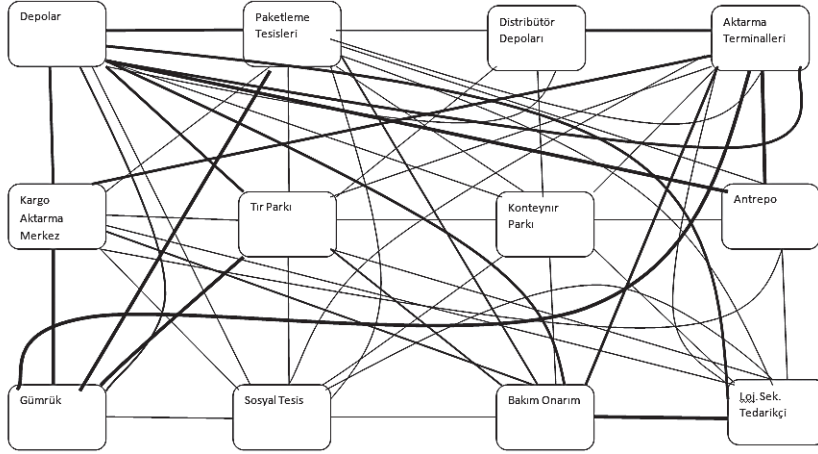 Depolar
Paketleme
Tesisleri
Distribütör
Depoları
Aktarma
Terminalleri
Kargo
Aktarma
Merkez
Tır Parkı
Konteynır
Parkı
Antrepo
Gümrük
Sosyal Tesis
Bakım Onarım
Loj. Sek.
Tedarikçi